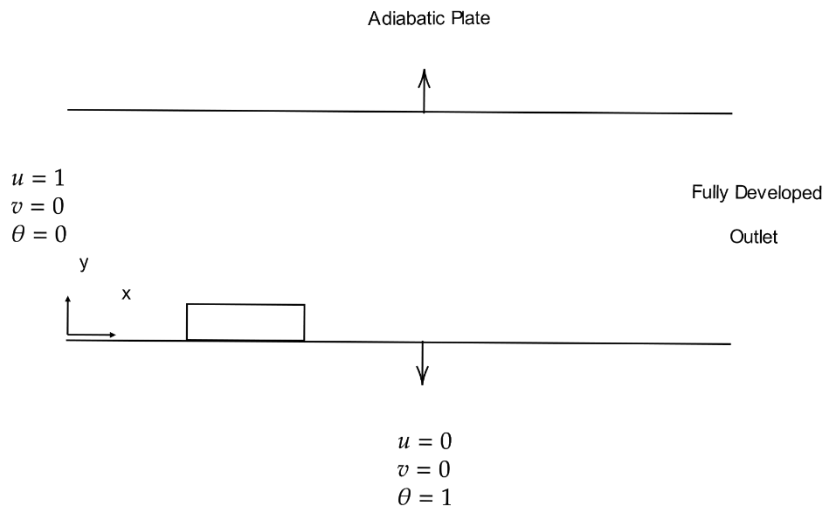 Adiabatic Plate
u = 1
v = 0
θ = 0
Fully Developed
Outlet
y
x
u = 0
v = 0
θ = 1